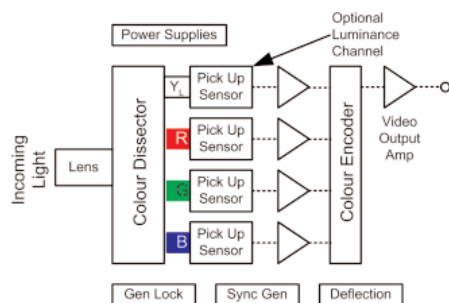 Power Supplies
Optional
Luminance
Channel
Incoming
Light
Lens
Colour Dissector
YL
Pick Up
Sensor
R
Pick Up
Sensor
G
Pick Up
Sensor
B
Pick Up
Sensor
Colour Encoder
Video
Output
Amp
Gen Lock
Sync Gen
Deflection